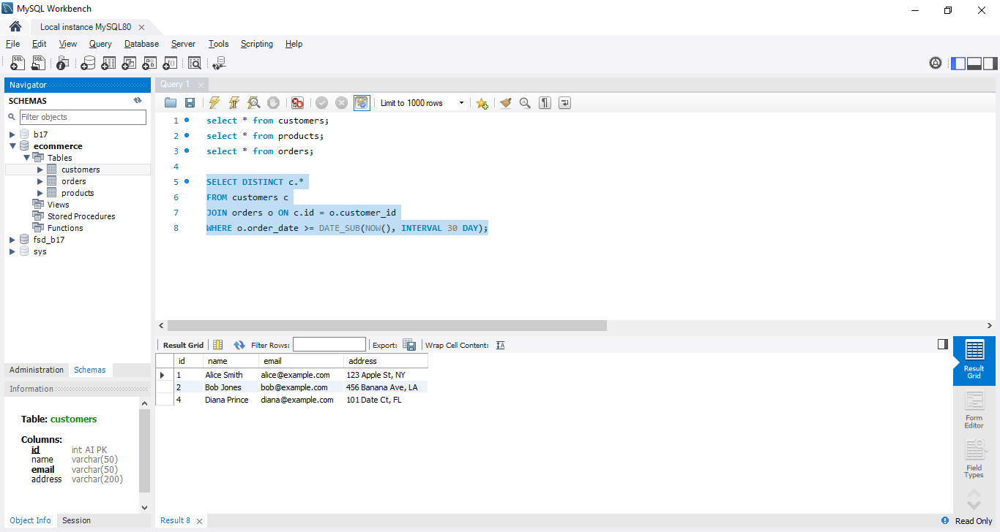 MySQL Workbench
Local instance MySQL80
File Edit View Query Database Server Tools Scripting Help
Navigator
SCHEMAS
Filter objects
b17
ecommerce
Tables
customers
orders
products
Views
Stored Procedures
Functions
fsd_b17
sys
Administration Schemas
Information
Table: customers
Columns:
id int AI PK
name varchar(50)
email varchar(50)
address varchar(200)
Object Info Session
Query 1
Limit to 1000 rows
1 select * from customers;
2 select * from products;
3 select * from orders;
4
5 SELECT DISTINCT c.*
6 FROM customers c
7 JOIN orders o ON c.id = o.customer_id
8 WHERE o.order_date >= DATE_SUB(NOW(), INTERVAL 30 DAY);
Result Grid Filter Rows: Export: Wrap Cell Content:
id name email address
1 Alice Smith alice@example.com 123 Apple St, NY
2 Bob Jones bob@example.com 456 Banana Ave, LA
4 Diana Prince diana@example.com 101 Date Ct, FL
Result
Grid
Form
Editor
Field
Types
Result 8
Read Only